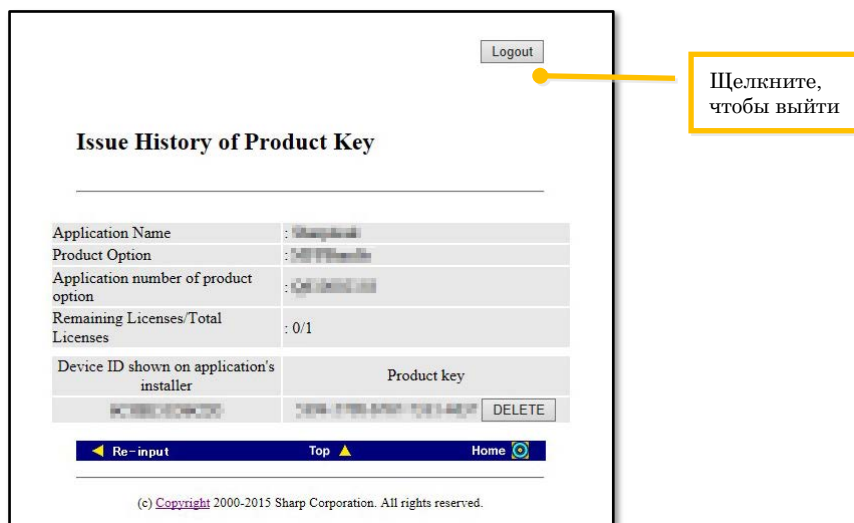 Logout
Щелкните,
чтобы выйти
Issue History of Product Key
Application Name :
Product Option :
Application number of product
option :
Remaining Licenses/Total
Licenses : 0/1
Device ID shown on application's
installer
Product key
DELETE
Re-input Top Home
(c) Copyright 2000-2015 Sharp Corporation. All rights reserved.